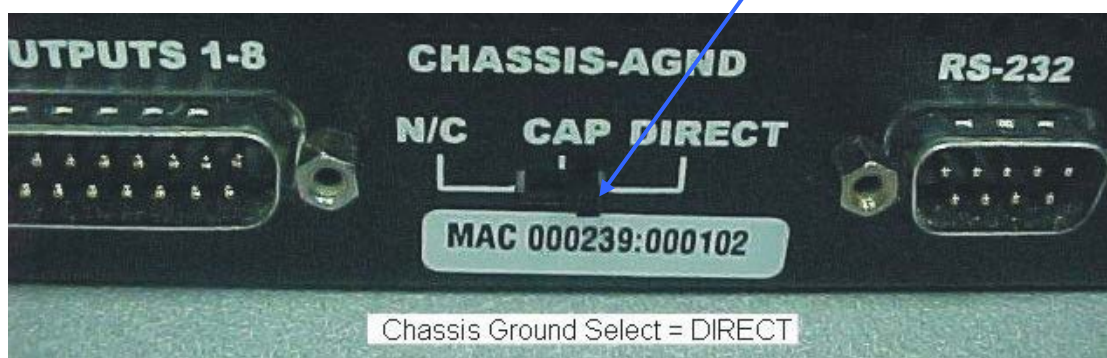 UTPUTS 1-8
CHASSIS-AGND
RS-232
N/C CAP DIRECT
MAC 000239:000102
Chassis Ground Select = DIRECT